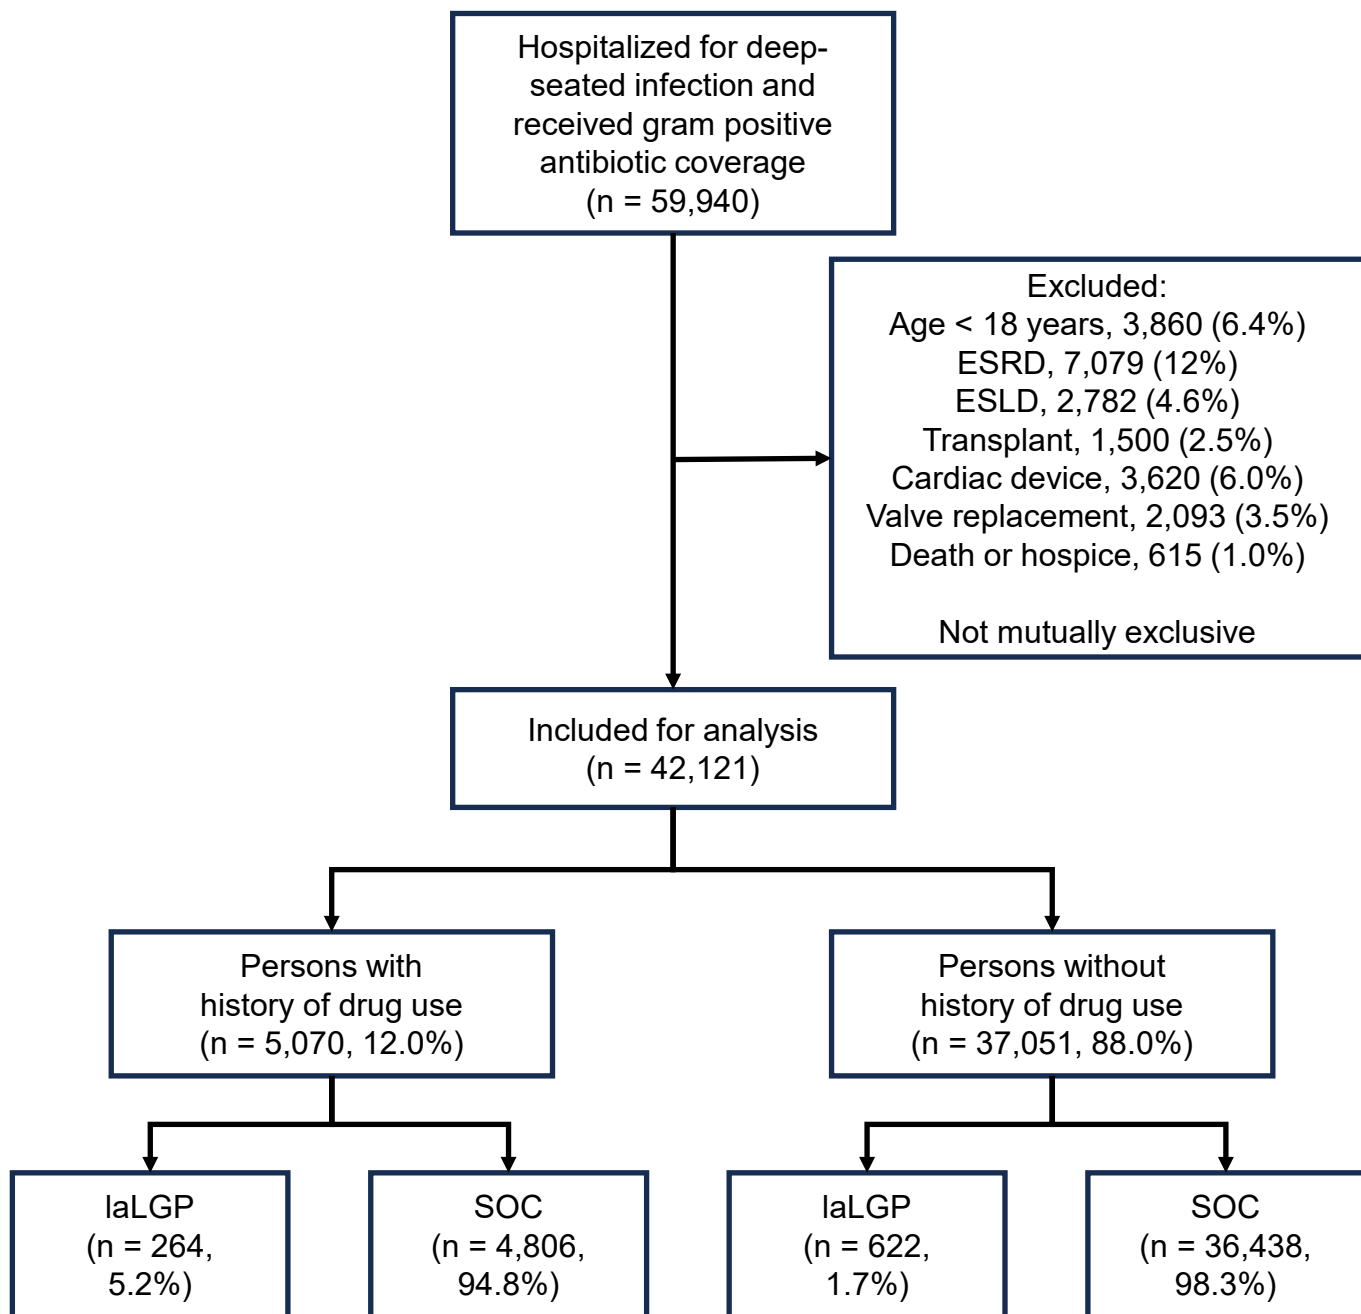 Hospitalized for deep-
seated infection and
received gram positive
antibiotic coverage
(n = 59,940)
Excluded:
Age < 18 years, 3,860 (6.4%)
ESRD, 7,079 (12%)
ESLD, 2,782 (4.6%)
Transplant, 1,500 (2.5%)
Cardiac device, 3,620 (6.0%)
Valve replacement, 2,093 (3.5%)
Death or hospice, 615 (1.0%)
Not mutually exclusive
Included for analysis
(n = 42,121)
Persons with
history of drug use
(n = 5,070, 12.0%)
Persons without
history of drug use
(n = 37,051, 88.0%)
laLGP
(n = 264,
5.2%)
SOC
(n = 4,806,
94.8%)
laLGP
(n = 622,
1.7%)
SOC
(n = 36,438,
98.3%)